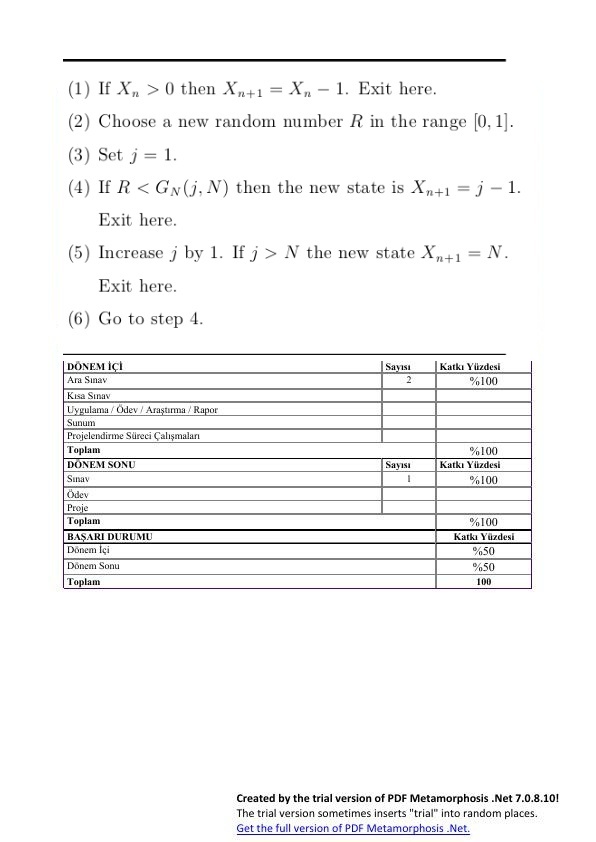 (1) If Xₙ > 0 then Xₙ₊₁ = Xₙ − 1. Exit here.
(2) Choose a new random number R in the range [0, 1].
(3) Set j = 1.
(4) If R < G_N(j, N) then the new state is Xₙ₊₁ = j − 1.
Exit here.
(5) Increase j by 1. If j > N the new state Xₙ₊₁ = N.
Exit here.
(6) Go to step 4.
DÖNEM İÇİ Sayısı Katkı Yüzdesi
Ara Sınav 2 %100
Kısa Sınav
Uygulama / Ödev / Araştırma / Rapor
Sunum
Projelendirme Süreci Çalışmaları
Toplam %100
DÖNEM SONU Sayısı Katkı Yüzdesi
Sınav 1 %100
Ödev
Proje
Toplam %100
BAŞARI DURUMU Katkı Yüzdesi
Dönem İçi %50
Dönem Sonu %50
Toplam 100
Created by the trial version of PDF Metamorphosis .Net 7.0.8.10!
The trial version sometimes inserts "trial" into random places.
Get the full version of PDF Metamorphosis .Net.